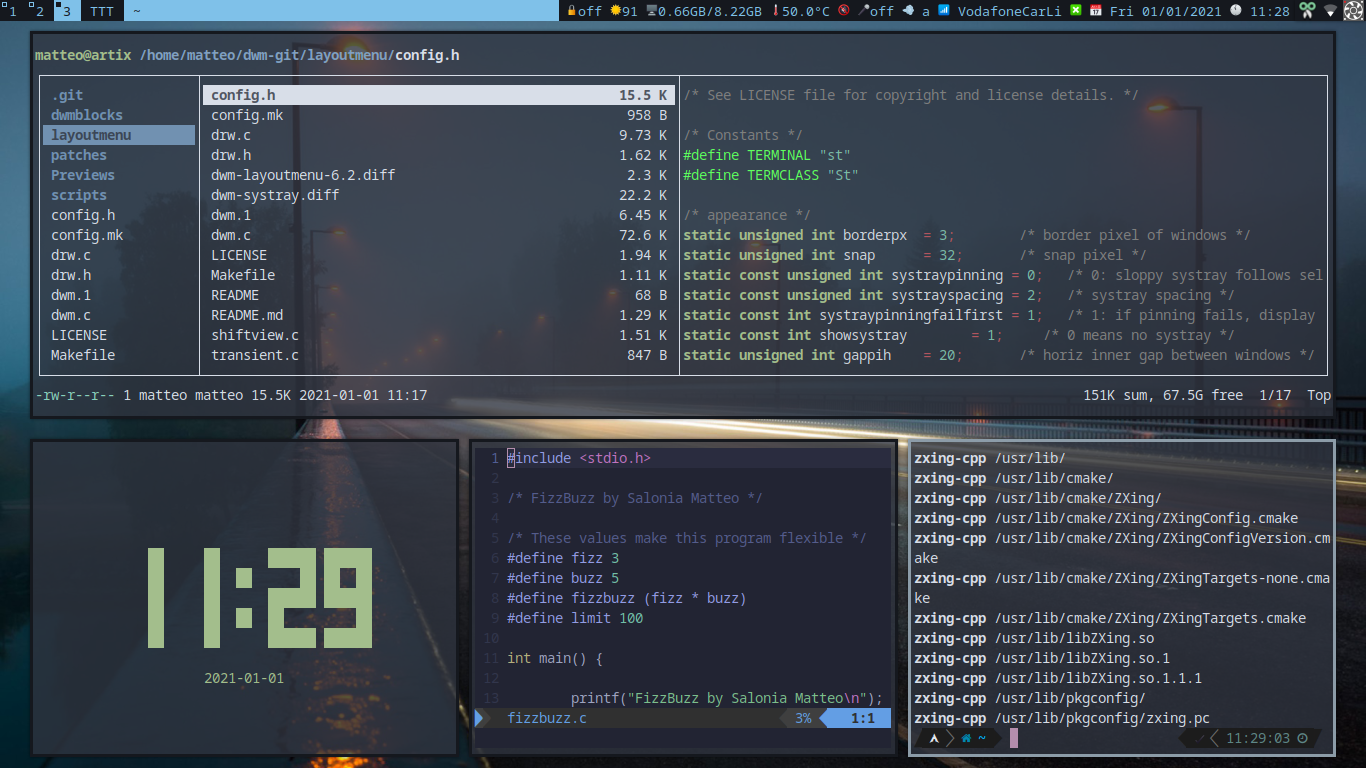 1 2 3 TTT ~ off 91 0.66GB/8.22GB 50.0°C off a VodafoneCarLi Fri 01/01/2021 11:28
matteo@artix /home/matteo/dwm-git/layoutmenu/config.h
.git
dwmblocks
layoutmenu
patches
Previews
scripts
config.h
config.mk
drw.c
drw.h
dwm.1
dwm.c
LICENSE
Makefile
config.h 15.5 K
config.mk 958 B
drw.c 9.73 K
drw.h 1.62 K
dwm-layoutmenu-6.2.diff 2.3 K
dwm-systray.diff 22.2 K
dwm.1 6.45 K
dwm.c 72.6 K
LICENSE 1.94 K
Makefile 1.11 K
README 68 B
README.md 1.29 K
shiftview.c 1.51 K
transient.c 847 B
/* See LICENSE file for copyright and license details. */
/* Constants */
#define TERMINAL "st"
#define TERMCLASS "St"
/* appearance */
static unsigned int borderpx = 3; /* border pixel of windows */
static unsigned int snap = 32; /* snap pixel */
static const unsigned int systraypinning = 0; /* 0: sloppy systray follows sel
static const unsigned int systrayspacing = 2; /* systray spacing */
static const int systraypinningfailfirst = 1; /* 1: if pinning fails, display
static const int showsystray = 1; /* 0 means no systray */
static unsigned int gappih = 20; /* horiz inner gap between windows */
-rw-r--r-- 1 matteo matteo 15.5K 2021-01-01 11:17 151K sum, 67.5G free 1/17 Top
11:29
2021-01-01
1 #include <stdio.h>
2
3 /* FizzBuzz by Salonia Matteo */
4
5 /* These values make this program flexible */
6 #define fizz 3
7 #define buzz 5
8 #define fizzbuzz (fizz * buzz)
9 #define limit 100
10
11 int main() {
12
13 printf("FizzBuzz by Salonia Matteo\n");
fizzbuzz.c 3% 1:1
zxing-cpp /usr/lib/
zxing-cpp /usr/lib/cmake/
zxing-cpp /usr/lib/cmake/ZXing/
zxing-cpp /usr/lib/cmake/ZXing/ZXingConfig.cmake
zxing-cpp /usr/lib/cmake/ZXing/ZXingConfigVersion.cm
ake
zxing-cpp /usr/lib/cmake/ZXing/ZXingTargets-none.cma
ke
zxing-cpp /usr/lib/cmake/ZXing/ZXingTargets.cmake
zxing-cpp /usr/lib/libZXing.so
zxing-cpp /usr/lib/libZXing.so.1
zxing-cpp /usr/lib/libZXing.so.1.1.1
zxing-cpp /usr/lib/pkgconfig/
zxing-cpp /usr/lib/pkgconfig/zxing.pc
~ 11:29:03